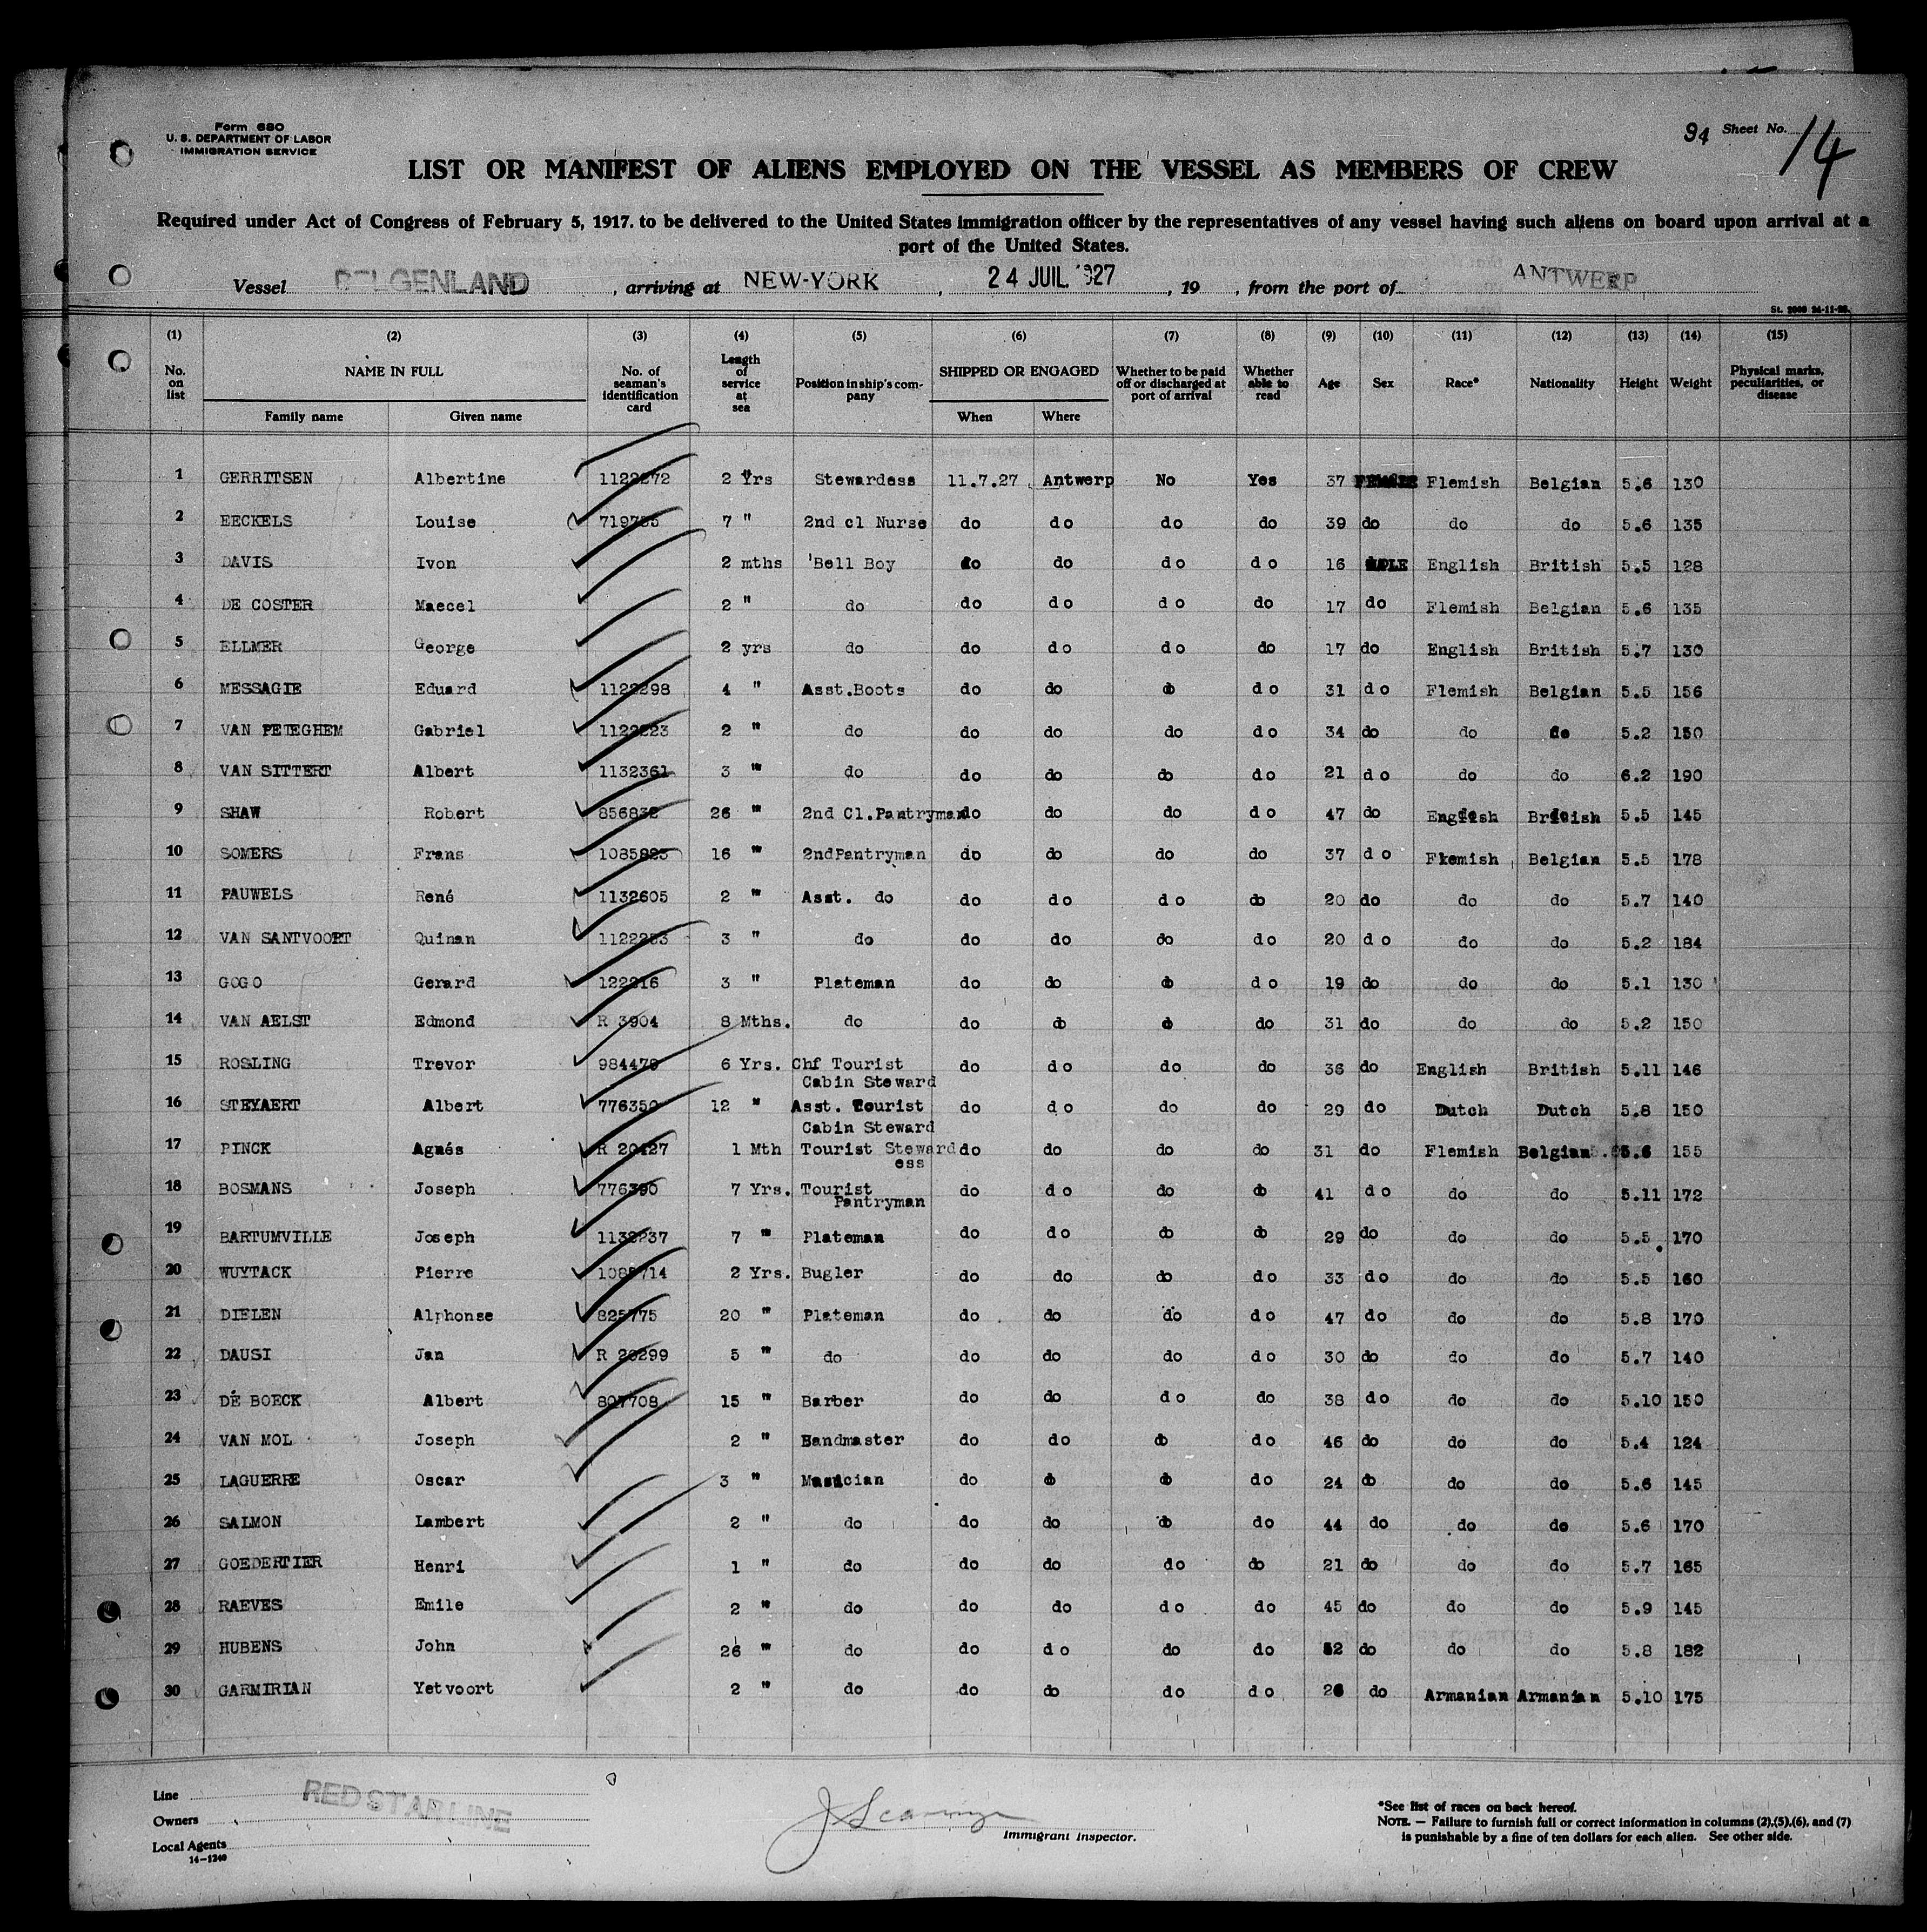 Form 680
U. S. DEPARTMENT OF LABOR
IMMIGRATION SERVICE
94 Sheet No. 14
LIST OR MANIFEST OF ALIENS EMPLOYED ON THE VESSEL AS MEMBERS OF CREW
Required under Act of Congress of February 5, 1917. to be delivered to the United States immigration officer by the representatives of any vessel having such aliens on board upon arrival at a
port of the United States.
Vessel BELGENLAND, arriving at NEW-YORK, 24 JUIL 1927, 19 , from the port of ANTWERP
(1) (2) (3) (4) (5) (6) (7) (8) (9) (10) (11) (12) (13) (14) (15)
No. on list NAME IN FULL Family name Given name No. of seaman's identification card Length of service at sea Position in ship's company SHIPPED OR ENGAGED When Where Whether to be paid off or discharged at port of arrival Whether able to read Age Sex Race* Nationality Height Weight Physical marks, peculiarities, or disease
1 GERRITSEN Albertine 1122272 2 Yrs Stewardess 11.7.27 Antwerp No Yes 37 Flemish Belgian 5.6 130
2 EECKELS Louise 7 " 2nd cl Nurse do do do do 39 do do do 5.6 135
3 DAVIS Ivon 2 mths 'Bell Boy do do do do 16 English British 5.5 128
4 DE COSTER Maecel 2 " do do do do do 17 do Flemish Belgian 5.6 135
5 ELLMER George 2 yrs do do do do do 17 do English British 5.7 130
6 MESSAGIE Eduard 1122298 4 " Asst.Boots do do do do 31 do Flemish Belgian 5.5 156
7 VAN PETEGHEM Gabriel 1122223 2 " do do do do do 34 do do do 5.2 150
8 VAN SITTERT Albert 1132361 3 " do do do do do 21 do do do 6.2 190
9 SHAW Robert 856832 26 " 2nd Cl.Pantryman do do do do 47 do English British 5.5 145
10 SOMERS Frans 16 " 2ndPantryman do do do do 37 do Flemish Belgian 5.5 178
11 PAUWELS René 1132605 2 " Asst. do do do do do 20 do do do 5.7 140
12 VAN SANTVOORT Quinan 3 " do do do do do 20 do do do 5.2 184
13 GOGO Gerard 122216 3 " Plateman do do do do 19 do do do 5.1 130
14 VAN AELST Edmond R 3904 8 Mths. do do do do do 31 do do do 5.2 150
15 ROSLING Trevor 984479 6 Yrs. Chf Tourist do do do do 36 do English British 5.11 146
Cabin Steward
16 STEYAERT Albert 776350 12 " Asst. Tourist do do do do 29 do Dutch Dutch 5.8 150
Cabin Steward
17 PINCK Agnés R 20427 1 Mth Tourist Steward do do do do 31 do Flemish Belgian 5.6 155
ess
18 BOSMANS Joseph 776390 7 Yrs. Tourist do do do do 41 do do do 5.11 172
Pantryman
19 BARTUMVILLE Joseph 1132237 7 " Plateman do do do do 29 do do do 5.5 170
20 WUYTACK Pierre 2 Yrs. Bugler do do do do 33 do do do 5.5 160
21 DIELEN Alphonse 825775 20 " Plateman do do do do 47 do do do 5.8 170
22 DAUSI Jan R 20299 5 " do do do do do 30 do do do 5.7 140
23 DÉ BOECK Albert 807708 15 " Barber do do do do 38 do do do 5.10 150
24 VAN MOL Joseph 2 " Bandmaster do do do do 46 do do do 5.4 124
25 LAGUERRE Oscar 3 " Musician do do do do 24 do do do 5.6 145
26 SALMON Lambert 2 " do do do do do 44 do do do 5.6 170
27 GOEDERTIER Henri 1 " do do do do do 21 do do do 5.7 165
28 RAEVES Emile 2 " do do do do do 45 do do do 5.9 145
29 HUBENS John 26 " do do do do do 52 do do do 5.8 182
30 GARMIRIAN Yetvoort 2 " do do do do do 26 do Armanian Armanian 5.10 175
Line RED STAR LINE
Owners
Local Agents
14-1240
Immigrant Inspector.
*See list of races on back hereof.
NOTE. — Failure to furnish full or correct information in columns (2),(5),(6), and (7)
is punishable by a fine of ten dollars for each alien. See other side.